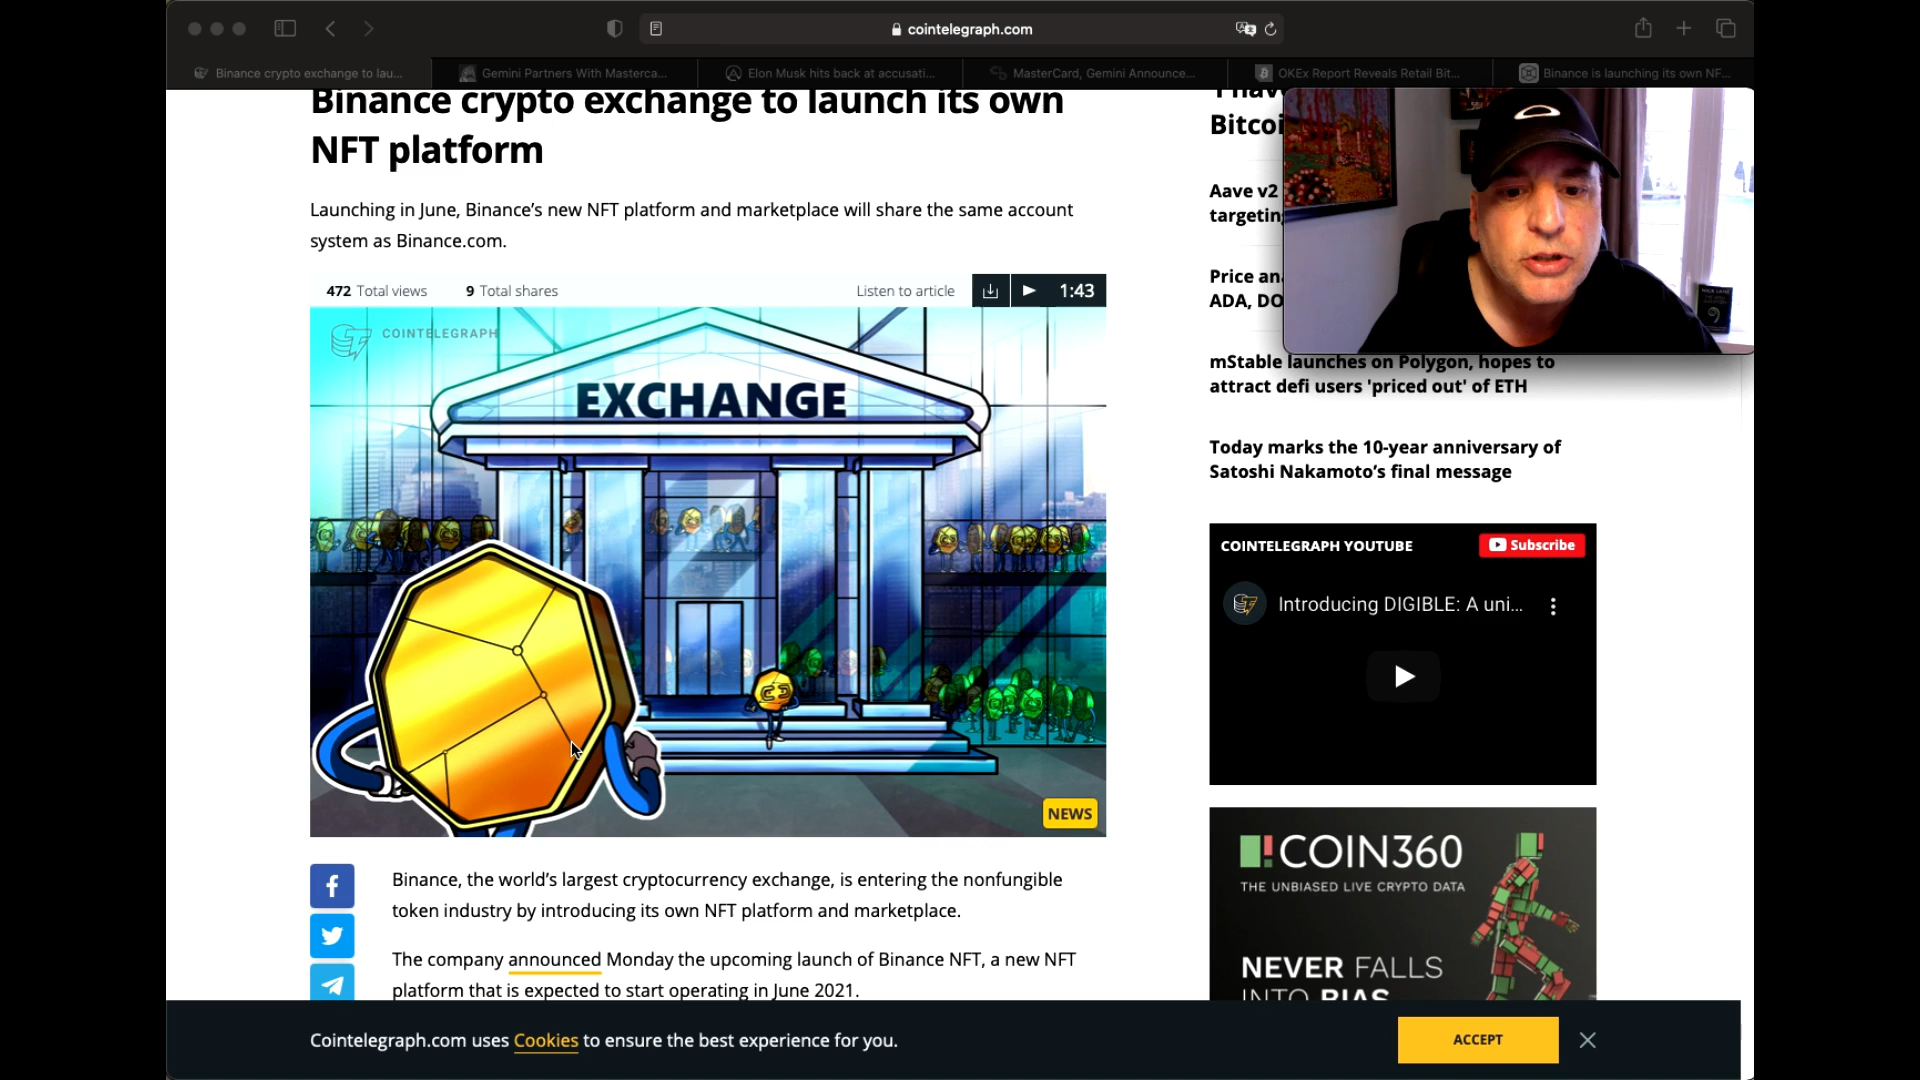 cointelegraph.com
Binance crypto exchange to lau...
Gemini Partners With Masterca...
Elon Musk hits back at accusati...
MasterCard, Gemini Announce...
OKEx Report Reveals Retail Bit...
Binance is launching its own NF...
Binance crypto exchange to launch its own
NFT platform
Launching in June, Binance's new NFT platform and marketplace will share the same account
system as Binance.com.
472 Total views
9 Total shares
Listen to article
1:43
COINTELEGRAPH
EXCHANGE
NEWS
Binance, the world's largest cryptocurrency exchange, is entering the nonfungible
token industry by introducing its own NFT platform and marketplace.
The company announced Monday the upcoming launch of Binance NFT, a new NFT
platform that is expected to start operating in June 2021.
I hav
Bitcoi
Aave v2
targeting
Price an
ADA, DO
mStable launches on Polygon, hopes to
attract defi users 'priced out' of ETH
Today marks the 10-year anniversary of
Satoshi Nakamoto's final message
COINTELEGRAPH YOUTUBE
Subscribe
Introducing DIGIBLE: A uni...
COIN360
THE UNBIASED LIVE CRYPTO DATA
NEVER FALLS
INTO BIAS
Cointelegraph.com uses Cookies to ensure the best experience for you.
ACCEPT